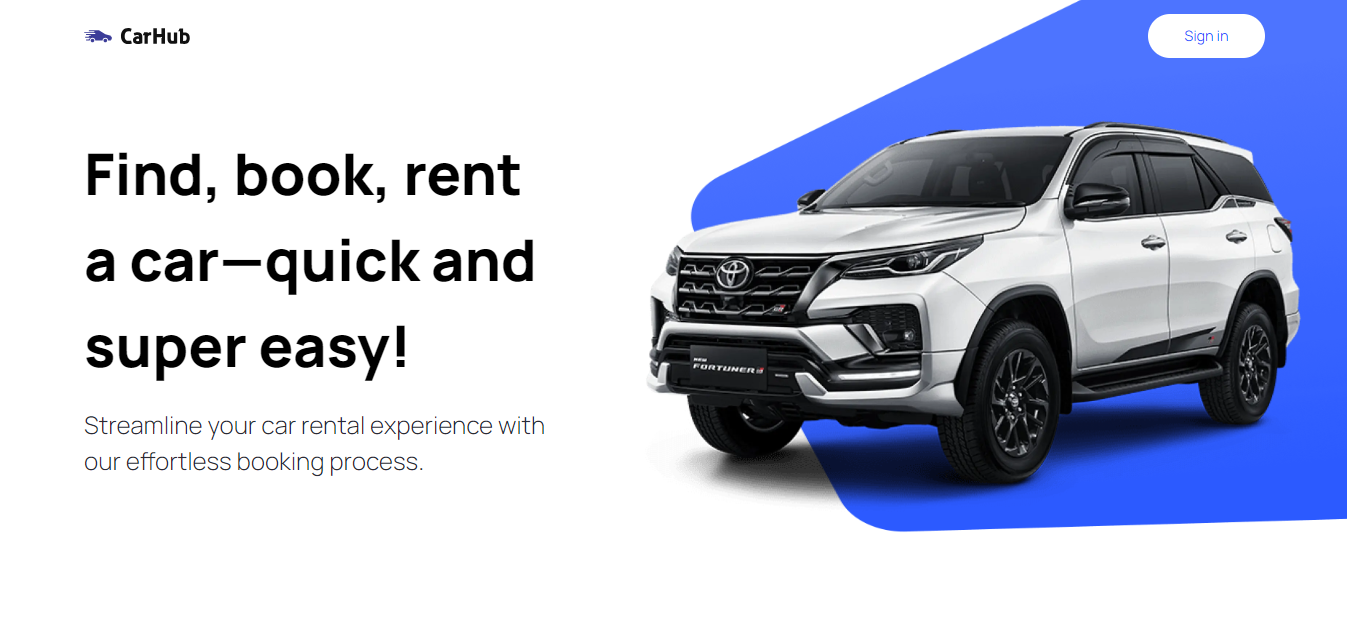 CarHub
Sign in
Find, book, rent
a car—quick and
super easy!
Streamline your car rental experience with
our effortless booking process.
NEW
FORTUNER